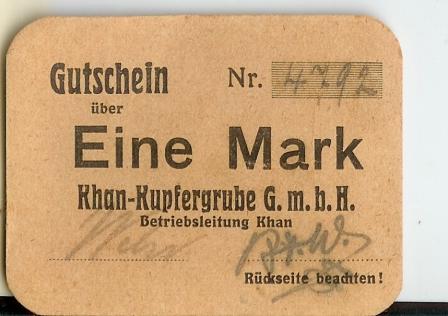 Gutschein Nr. 4792
über
Eine Mark
Khan-Kupfergrube G. m. b. H.
Betriebsleitung Khan
Rückseite beachten!